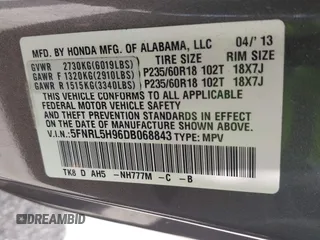 MFD. BY HONDA MFG. OF ALABAMA, LLC 04/'13
GVWR 2730KG(6019LBS) TIRE SIZE RIM SIZE
GAWR F 1320KG(2910LBS) P235/60R18 102T 18X7J
GAWR R 1515KG(3340LBS) P235/60R18 102T 18X7J
THIS VEHICLE CONFORMS TO ALL APPLICABLE
FEDERAL MOTOR VEHICLE SAFETY AND
THEFT PREVENTION STANDARDS IN EFFECT ON
THE DATE OF MANUFACTURE SHOWN ABOVE.
V.I.N:5FNRL5H96DB068843 TYPE: MPV
TK8 D AH5 -NH777M -C -B
DREAMBID